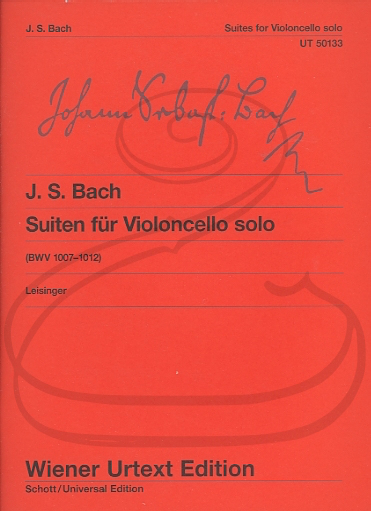 J. S. Bach
Suites for Violoncello solo
UT 50133
J. S. Bach
Suiten für Violoncello solo
(BWV 1007–1012)
Leisinger
Wiener Urtext Edition
Schott/Universal Edition